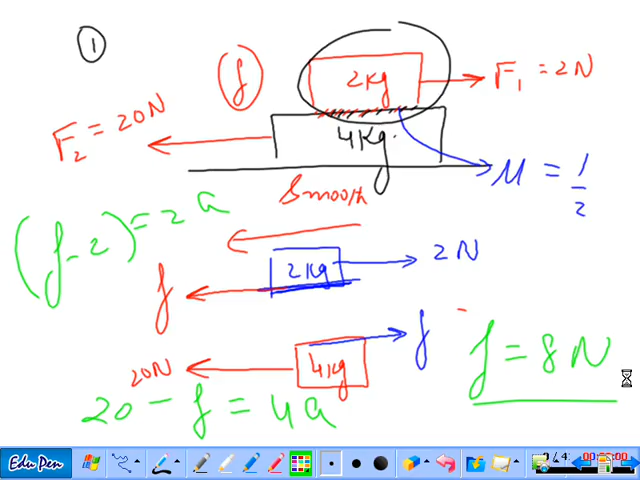 ①
f
2Kg
F₁ = 2N
F₂ = 20N
4Kg
Smooth
μ = 1/2
(f - 2) = 2a
2Kg
2N
f
f
20N
4Kg
f = 8N
20 - f = 4a
Edu Pen